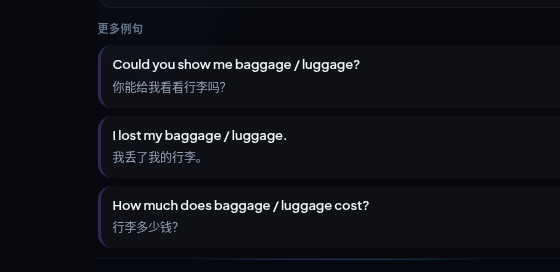 更多例句
Could you show me baggage / luggage?
你能给我看看行李吗？
I lost my baggage / luggage.
我丢了我的行李。
How much does baggage / luggage cost?
行李多少钱？